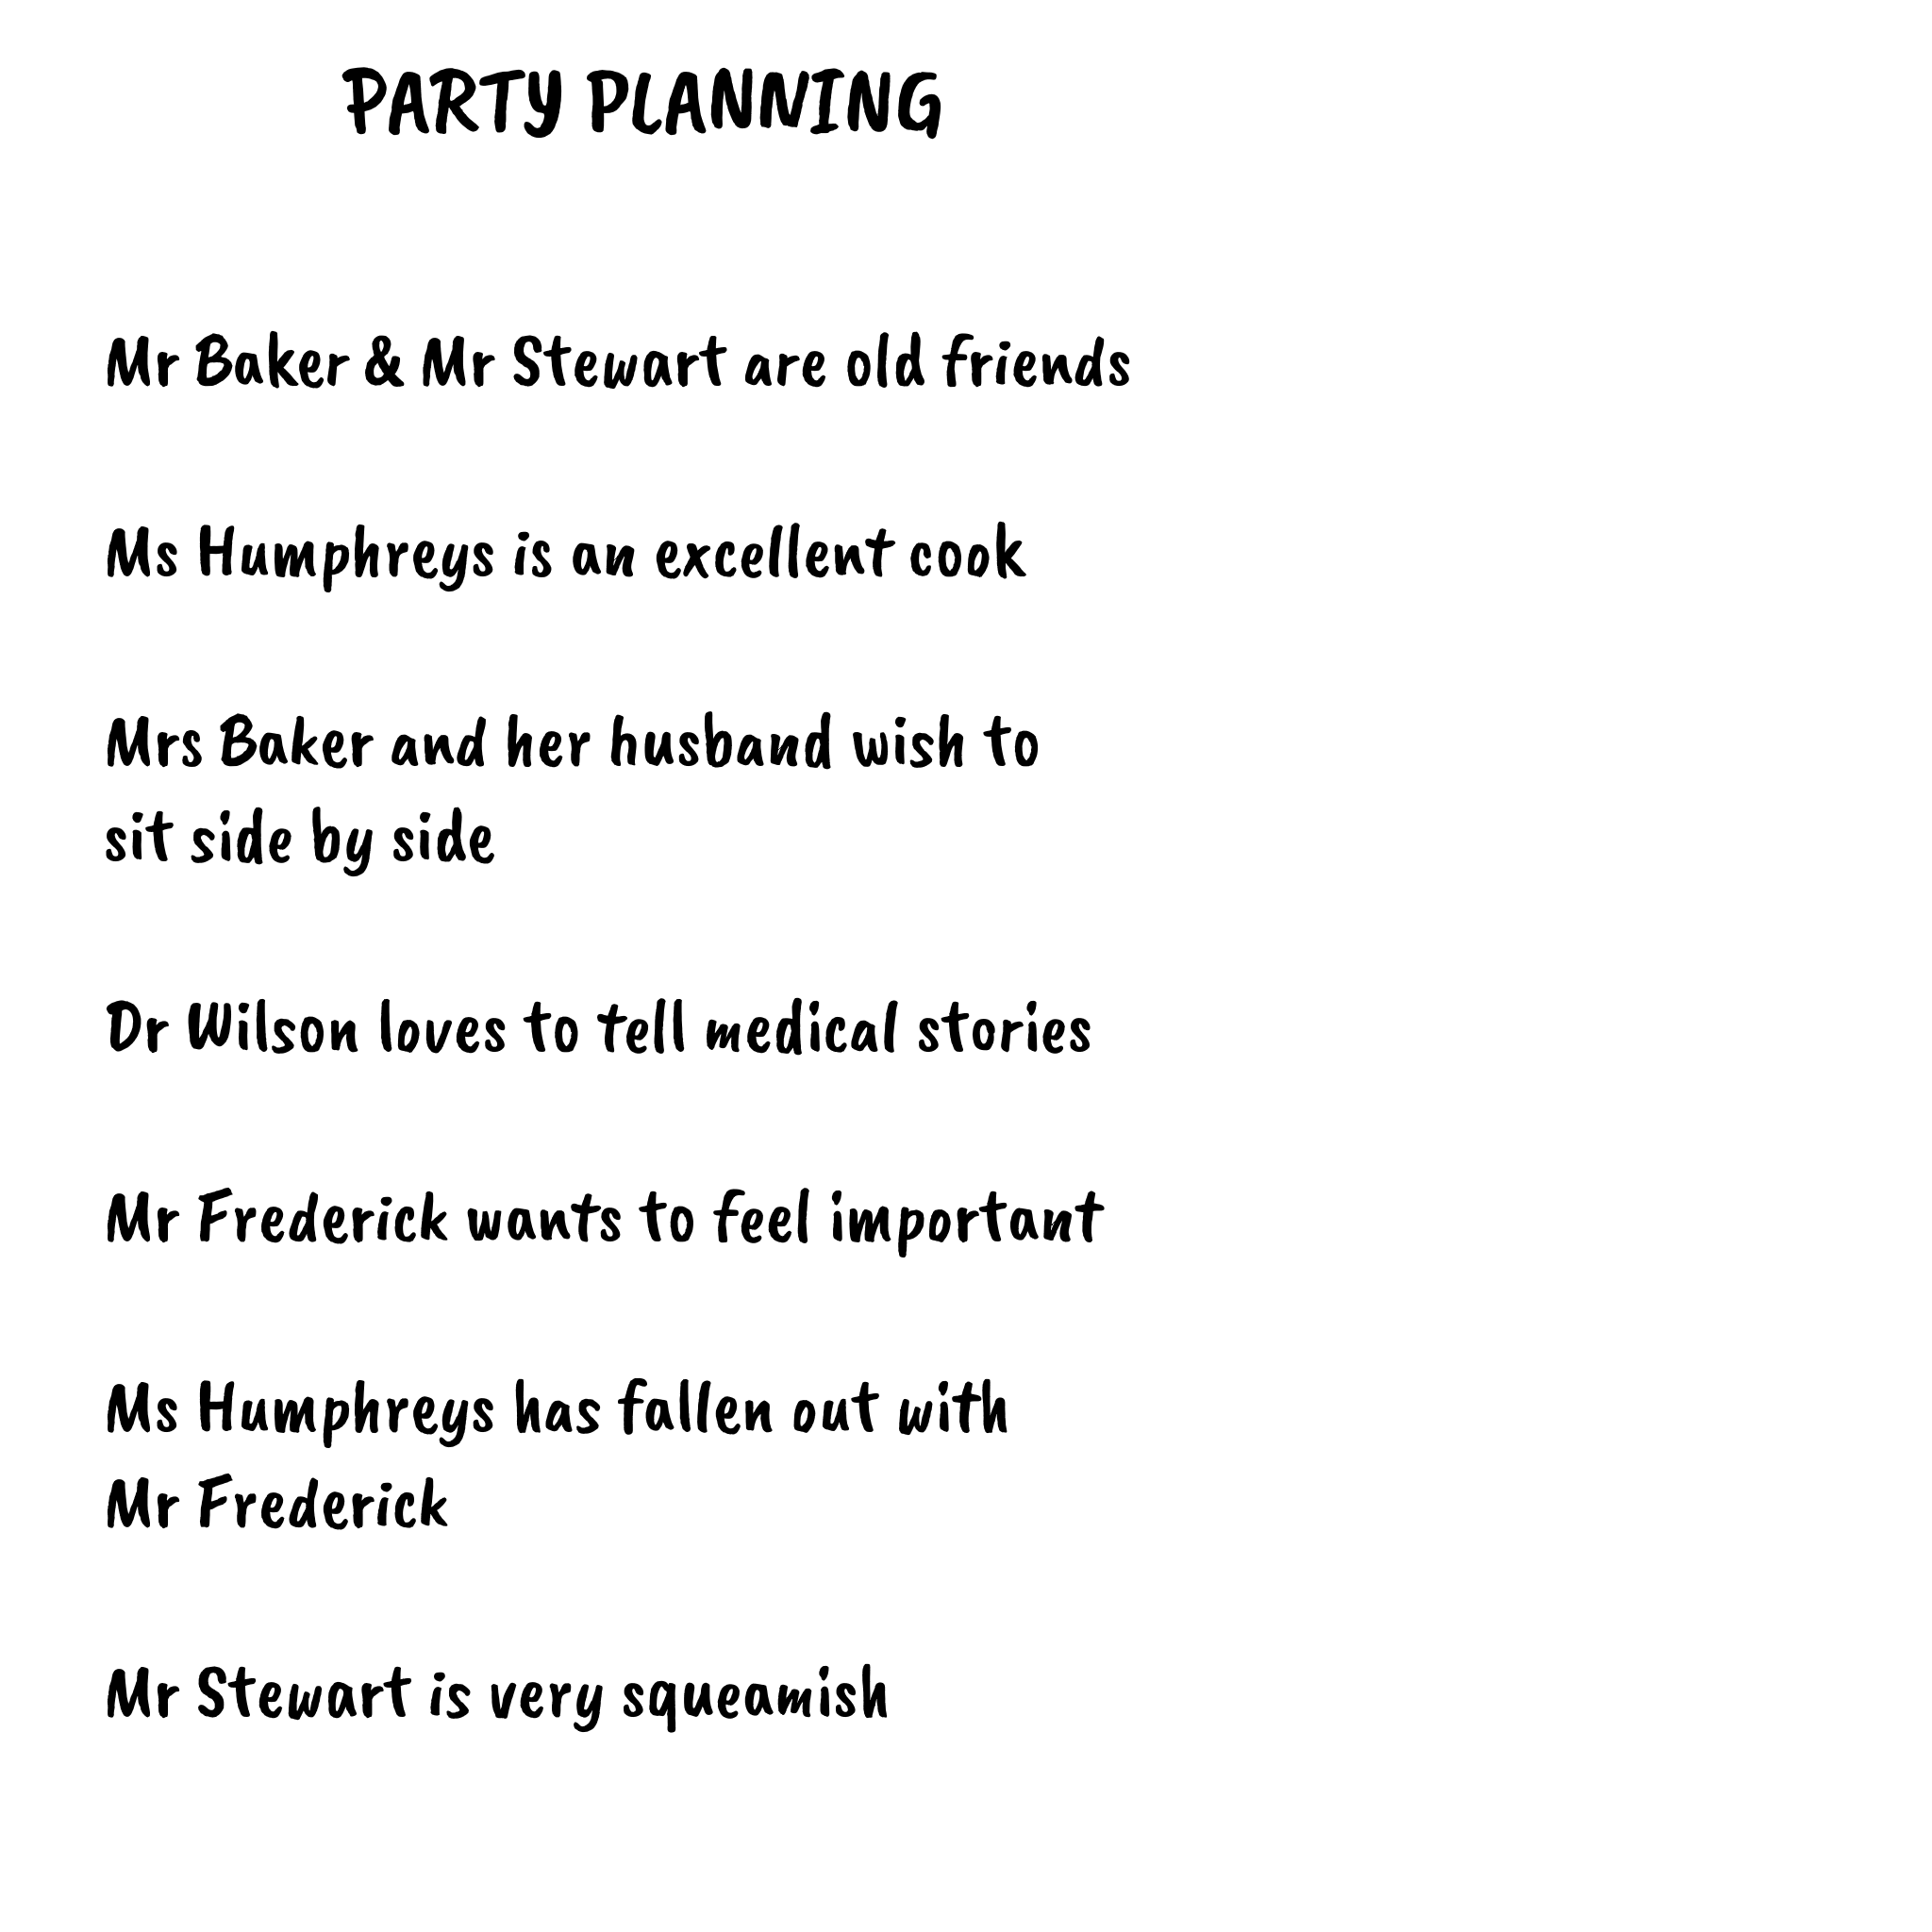 PARTY PLANNING
Mr Baker & Mr Stewart are old friends
Ms Humphreys is an excellent cook
Mrs Baker and her husband wish to
sit side by side
Dr Wilson loves to tell medical stories
Mr Frederick wants to feel important
Ms Humphreys has fallen out with
Mr Frederick
Mr Stewart is very squeamish